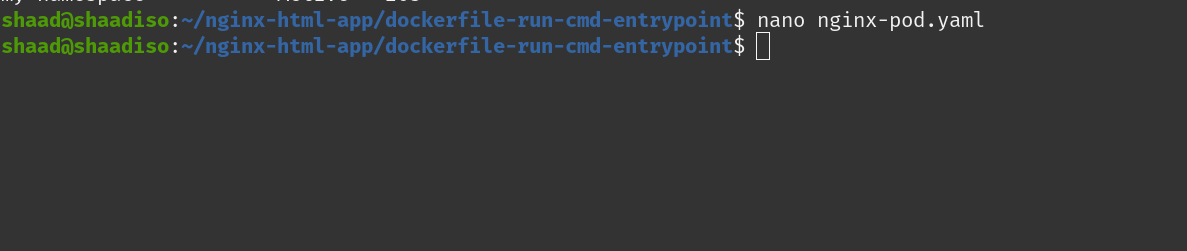 shaad@shaadiso:~/nginx-html-app/dockerfile-run-cmd-entrypoint$ nano nginx-pod.yaml
shaad@shaadiso:~/nginx-html-app/dockerfile-run-cmd-entrypoint$